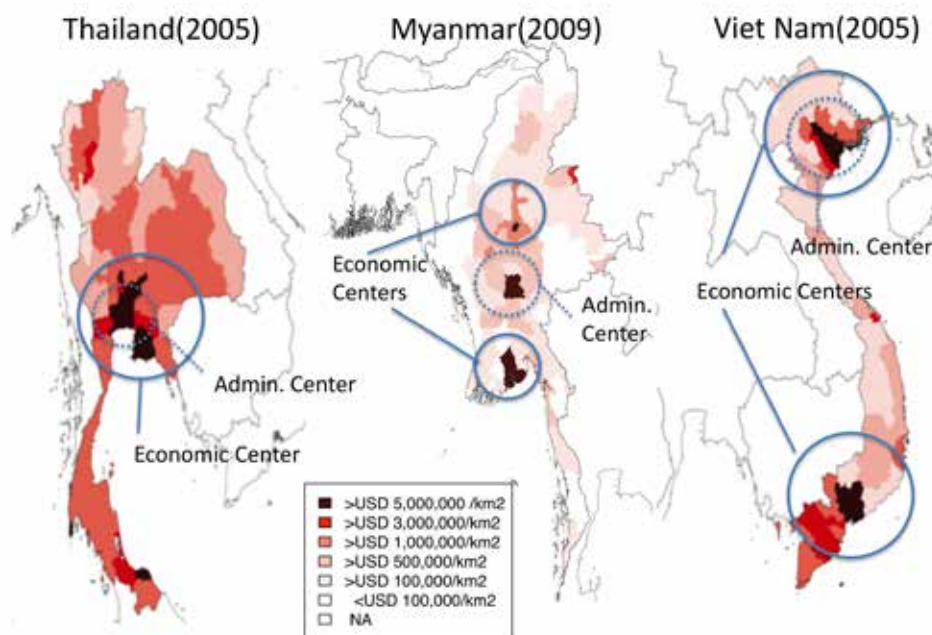 Thailand(2005)
Myanmar(2009)
Viet Nam(2005)
Economic
Centers
Admin.
Center
Admin. Center
Economic Centers
Admin. Center
Economic Center
>USD 5,000,000 /km2
>USD 3,000,000/km2
>USD 1,000,000/km2
>USD 500,000/km2
>USD 100,000/km2
<USD 100,000/km2
NA